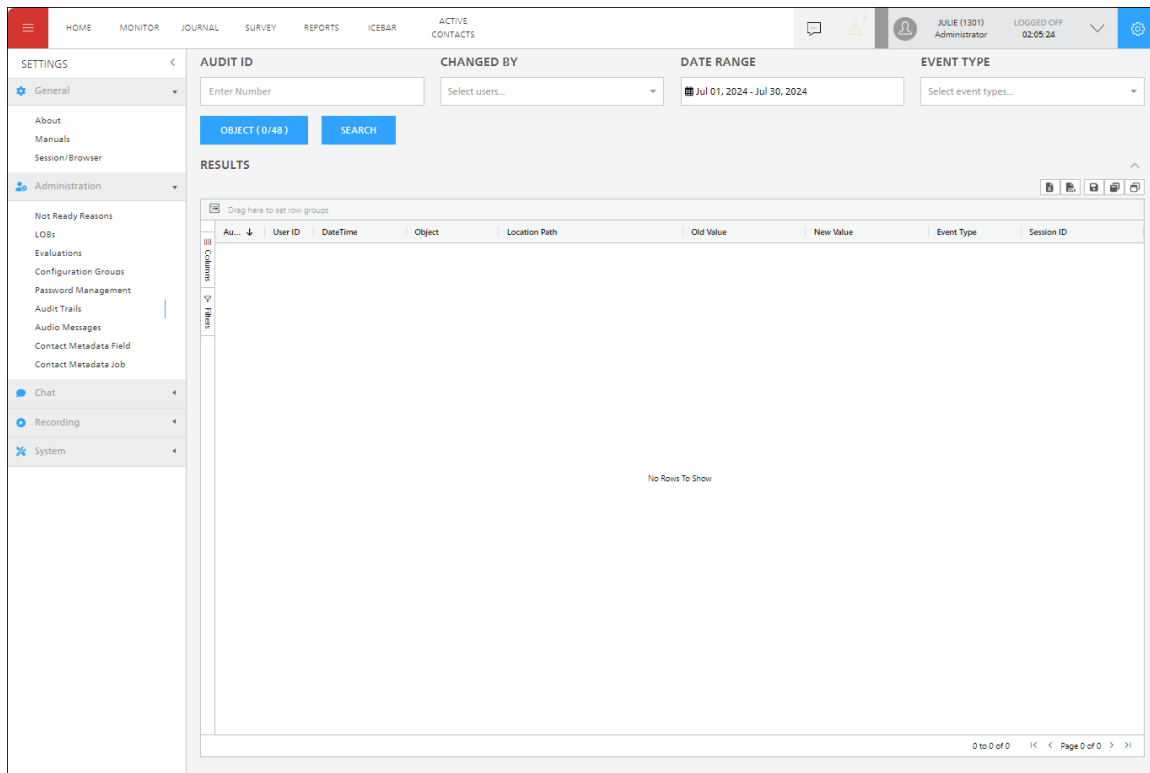 HOME MONITOR JOURNAL SURVEY REPORTS ICEBAR ACTIVE CONTACTS
JULIE (1301) LOGGED OFF
Administrator 02:05:24
SETTINGS
General
About
Manuals
Session/Browser
Administration
Not Ready Reasons
LOBs
Evaluations
Configuration Groups
Password Management
Audit Trails
Audio Messages
Contact Metadata Field
Contact Metadata Job
Chat
Recording
System
AUDIT ID CHANGED BY DATE RANGE EVENT TYPE
Enter Number Select users... Jul 01, 2024 - Jul 30, 2024 Select event types...
OBJECT ( 0/48 ) SEARCH
RESULTS
Drag here to set row groups
Au... User ID DateTime Object Location Path Old Value New Value Event Type Session ID
Columns
Filters
No Rows To Show
0 to 0 of 0 Page 0 of 0